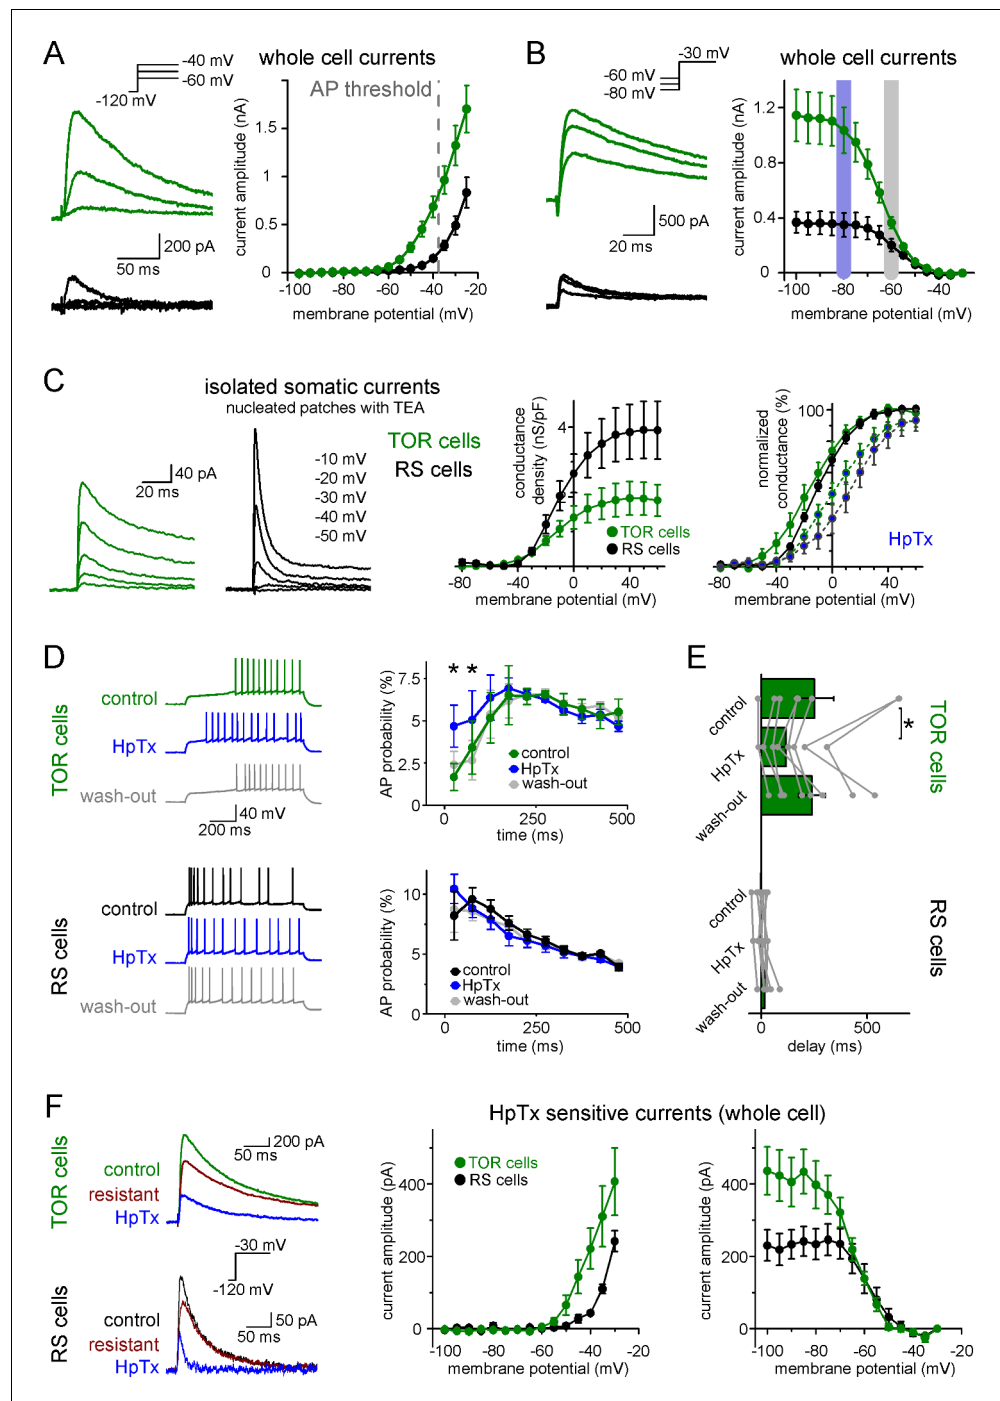 A
-40 mV
-60 mV
-120 mV
200 pA
50 ms
whole cell currents
AP threshold
current amplitude (nA)
1.5
1
0.5
0
-100 -80 -60 -40 -20
membrane potential (mV)
B
-30 mV
-60 mV
-80 mV
500 pA
20 ms
whole cell currents
current amplitude (nA)
1.2
0.8
0.4
0
-100 -80 -60 -40
membrane potential (mV)
C
isolated somatic currents
nucleated patches with TEA
TOR cells
RS cells
40 pA
20 ms
-10 mV
-20 mV
-30 mV
-40 mV
-50 mV
conductance
density (nS/pF)
4
2
0
TOR cells
RS cells
-80 -40 0 40
membrane potential (mV)
normalized
conductance (%)
100
0
HpTx
-80 -40 0 40
membrane potential (mV)
D
TOR cells
control
HpTx
wash-out
40 mV
200 ms
AP probability (%)
7.5
5
2.5
0
* *
control
HpTx
wash-out
0 250 500
time (ms)
RS cells
control
HpTx
wash-out
AP probability (%)
10
5
0
control
HpTx
wash-out
0 250 500
time (ms)
E
control
HpTx
wash-out
*
TOR cells
control
HpTx
wash-out
RS cells
0 500
delay (ms)
F
HpTx sensitive currents (whole cell)
TOR cells
control
resistant
HpTx
200 pA
50 ms
RS cells
-30 mV
-120 mV
control
resistant
HpTx
50 pA
50 ms
current amplitude (pA)
400
200
0
TOR cells
RS cells
-100 -80 -60 -40 -20
membrane potential (mV)
current amplitude (pA)
400
200
0
-100 -80 -60 -40 -20
membrane potential (mV)